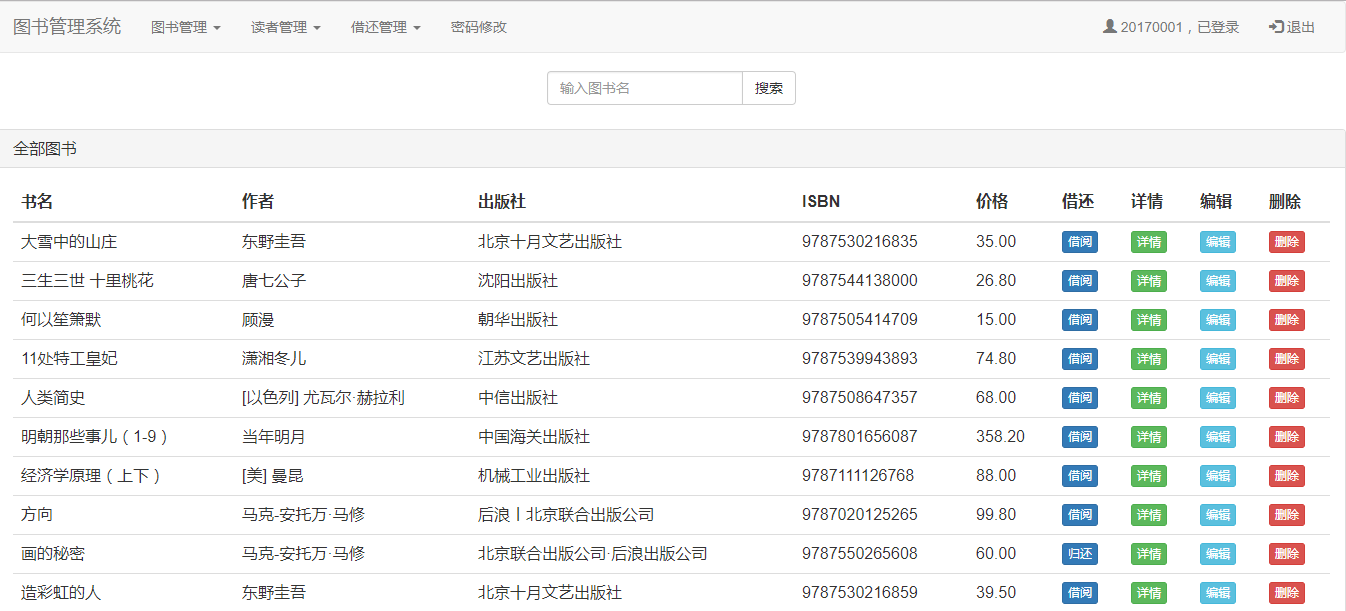 图书管理系统 图书管理 读者管理 借还管理 密码修改 20170001，已登录 退出
输入图书名 搜索
全部图书
书名 作者 出版社 ISBN 价格 借还 详情 编辑 删除
大雪中的山庄 东野圭吾 北京十月文艺出版社 9787530216835 35.00 借阅 详情 编辑 删除
三生三世 十里桃花 唐七公子 沈阳出版社 9787544138000 26.80 借阅 详情 编辑 删除
何以笙箫默 顾漫 朝华出版社 9787505414709 15.00 借阅 详情 编辑 删除
11处特工皇妃 潇湘冬儿 江苏文艺出版社 9787539943893 74.80 借阅 详情 编辑 删除
人类简史 [以色列] 尤瓦尔·赫拉利 中信出版社 9787508647357 68.00 借阅 详情 编辑 删除
明朝那些事儿（1-9） 当年明月 中国海关出版社 9787801656087 358.20 借阅 详情 编辑 删除
经济学原理（上下） [美] 曼昆 机械工业出版社 9787111126768 88.00 借阅 详情 编辑 删除
方向 马克-安托万·马修 后浪丨北京联合出版公司 9787020125265 99.80 借阅 详情 编辑 删除
画的秘密 马克-安托万·马修 北京联合出版公司·后浪出版公司 9787550265608 60.00 归还 详情 编辑 删除
造彩虹的人 东野圭吾 北京十月文艺出版社 9787530216859 39.50 借阅 详情 编辑 删除